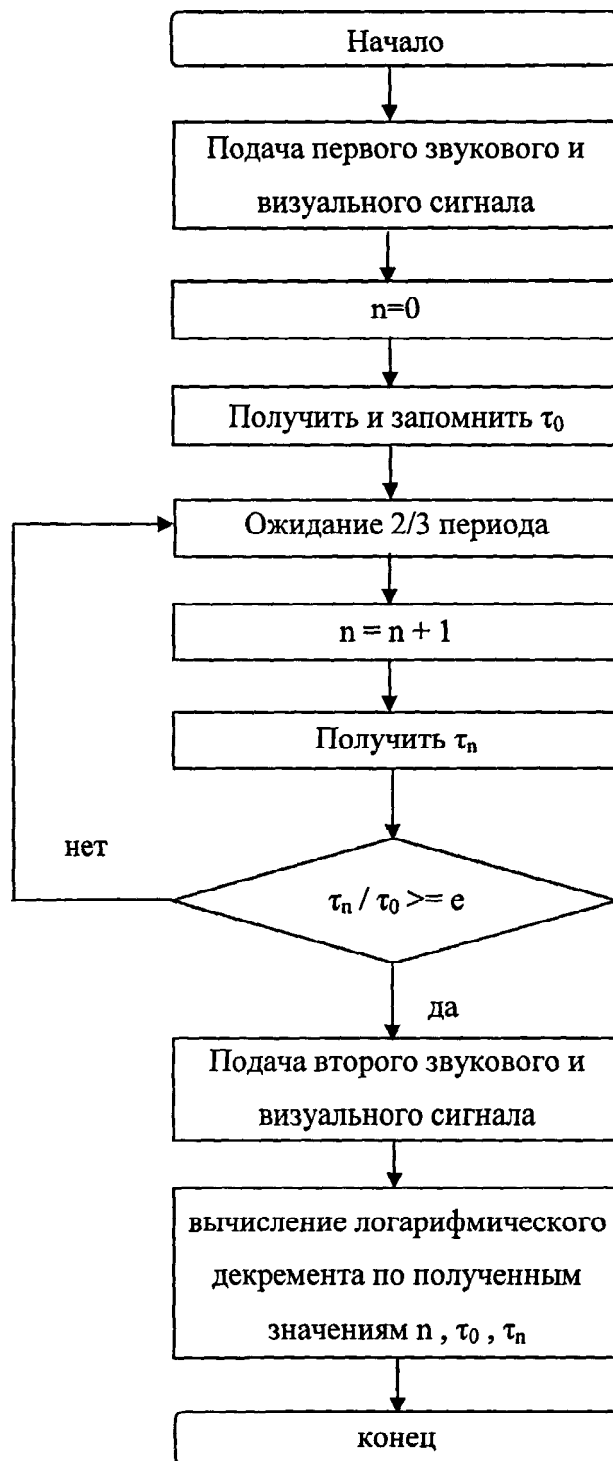 Начало
Подача первого звукового и
визуального сигнала
n=0
Получить и запомнить τ₀
Ожидание 2/3 периода
n = n + 1
Получить τₙ
нет
τₙ / τ₀ >= e
да
Подача второго звукового и
визуального сигнала
вычисление логарифмического
декремента по полученным
значениям n , τ₀ , τₙ
конец